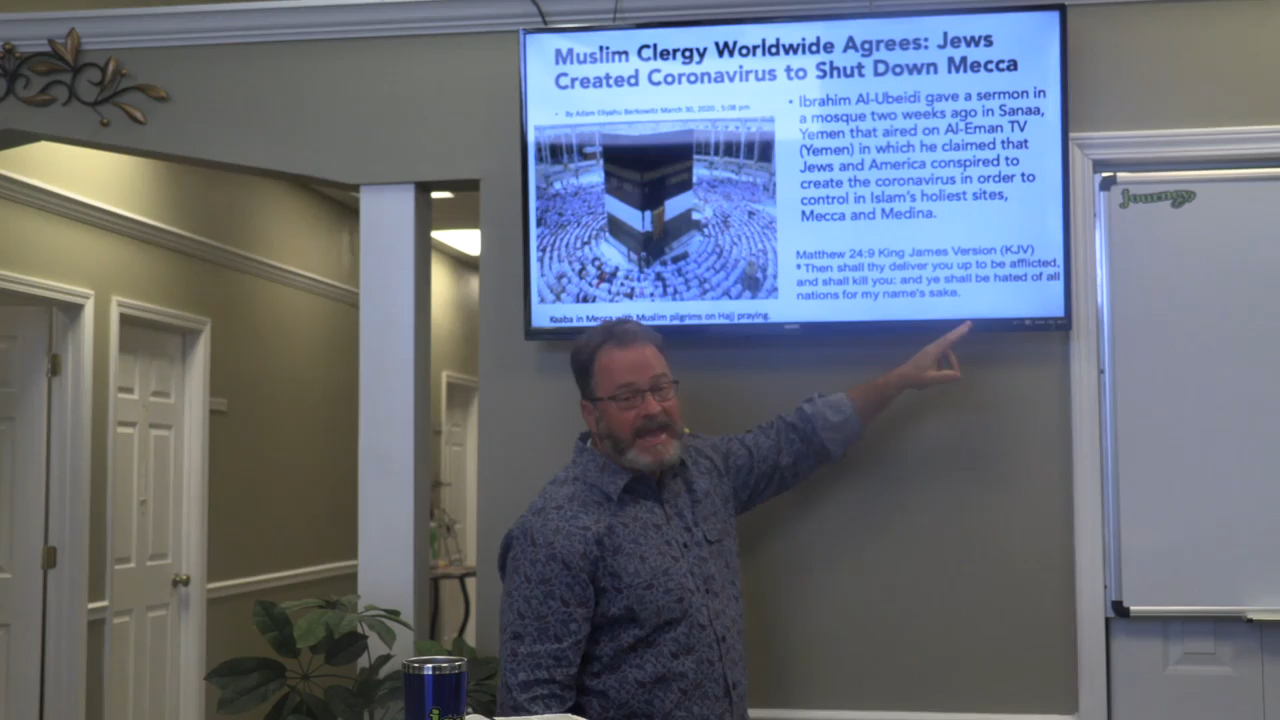 Muslim Clergy Worldwide Agrees: Jews
Created Coronavirus to Shut Down Mecca
• By Adam Eliyahu Berkowitz March 30, 2020 , 5:08 pm
• Ibrahim Al-Ubeidi gave a sermon in
a mosque two weeks ago in Sanaa,
Yemen that aired on Al-Eman TV
(Yemen) in which he claimed that
Jews and America conspired to
create the coronavirus in order to
control in Islam's holiest sites,
Mecca and Medina.
Matthew 24:9 King James Version (KJV)
⁹ Then shall thy deliver you up to be afflicted,
and shall kill you: and ye shall be hated of all
nations for my name's sake.
Kaaba in Mecca with Muslim pilgrims on Hajj praying.
journey